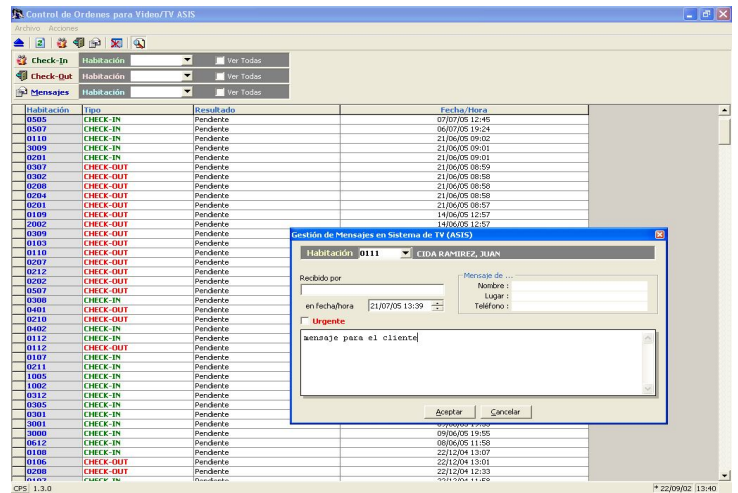 Control de Ordenes para Video/TV ASIS
Archivo Acciones
Check-In Habitación Ver Todas
Check-Out Habitación Ver Todas
Mensajes Habitación Ver Todas
Habitación Tipo Resultado Fecha/Hora
0505 CHECK-IN Pendiente 07/07/05 12:45
0507 CHECK-IN Pendiente 06/07/05 19:24
0110 CHECK-IN Pendiente 21/06/05 09:02
3009 CHECK-IN Pendiente 21/06/05 09:01
0201 CHECK-IN Pendiente 21/06/05 09:01
0307 CHECK-OUT Pendiente 21/06/05 08:59
0302 CHECK-OUT Pendiente 21/06/05 08:58
0208 CHECK-OUT Pendiente 21/06/05 08:58
0204 CHECK-OUT Pendiente 21/06/05 08:58
0201 CHECK-OUT Pendiente 21/06/05 08:57
0109 CHECK-OUT Pendiente 14/06/05 12:57
2002 CHECK-OUT Pendiente 14/06/05 12:57
0309 CHECK-OUT Pendiente
0103 CHECK-OUT Pendiente
0110 CHECK-OUT Pendiente
0207 CHECK-OUT Pendiente
0212 CHECK-OUT Pendiente
0202 CHECK-OUT Pendiente
0507 CHECK-OUT Pendiente
0308 CHECK-IN Pendiente
0401 CHECK-OUT Pendiente
0210 CHECK-OUT Pendiente
0402 CHECK-IN Pendiente
0112 CHECK-IN Pendiente
0112 CHECK-OUT Pendiente
0107 CHECK-IN Pendiente
0211 CHECK-IN Pendiente
1005 CHECK-IN Pendiente
1002 CHECK-IN Pendiente
0312 CHECK-IN Pendiente
0305 CHECK-IN Pendiente
0301 CHECK-IN Pendiente
3001 CHECK-IN Pendiente
3000 CHECK-IN Pendiente 09/06/05 19:55
0612 CHECK-IN Pendiente 08/06/05 11:58
0108 CHECK-IN Pendiente 22/12/04 13:07
0106 CHECK-OUT Pendiente 22/12/04 13:01
0208 CHECK-OUT Pendiente 22/12/04 12:33
Gestión de Mensajes en Sistema de TV (ASIS)
Habitación 0111 CIDA RAMIREZ, JUAN
Recibido por
Mensaje de ...
Nombre :
Lugar :
Teléfono :
en fecha/hora 21/07/05 13:39
Urgente
mensaje para el cliente
Aceptar Cancelar
CPS 1.3.0 * 22/09/02 13:40